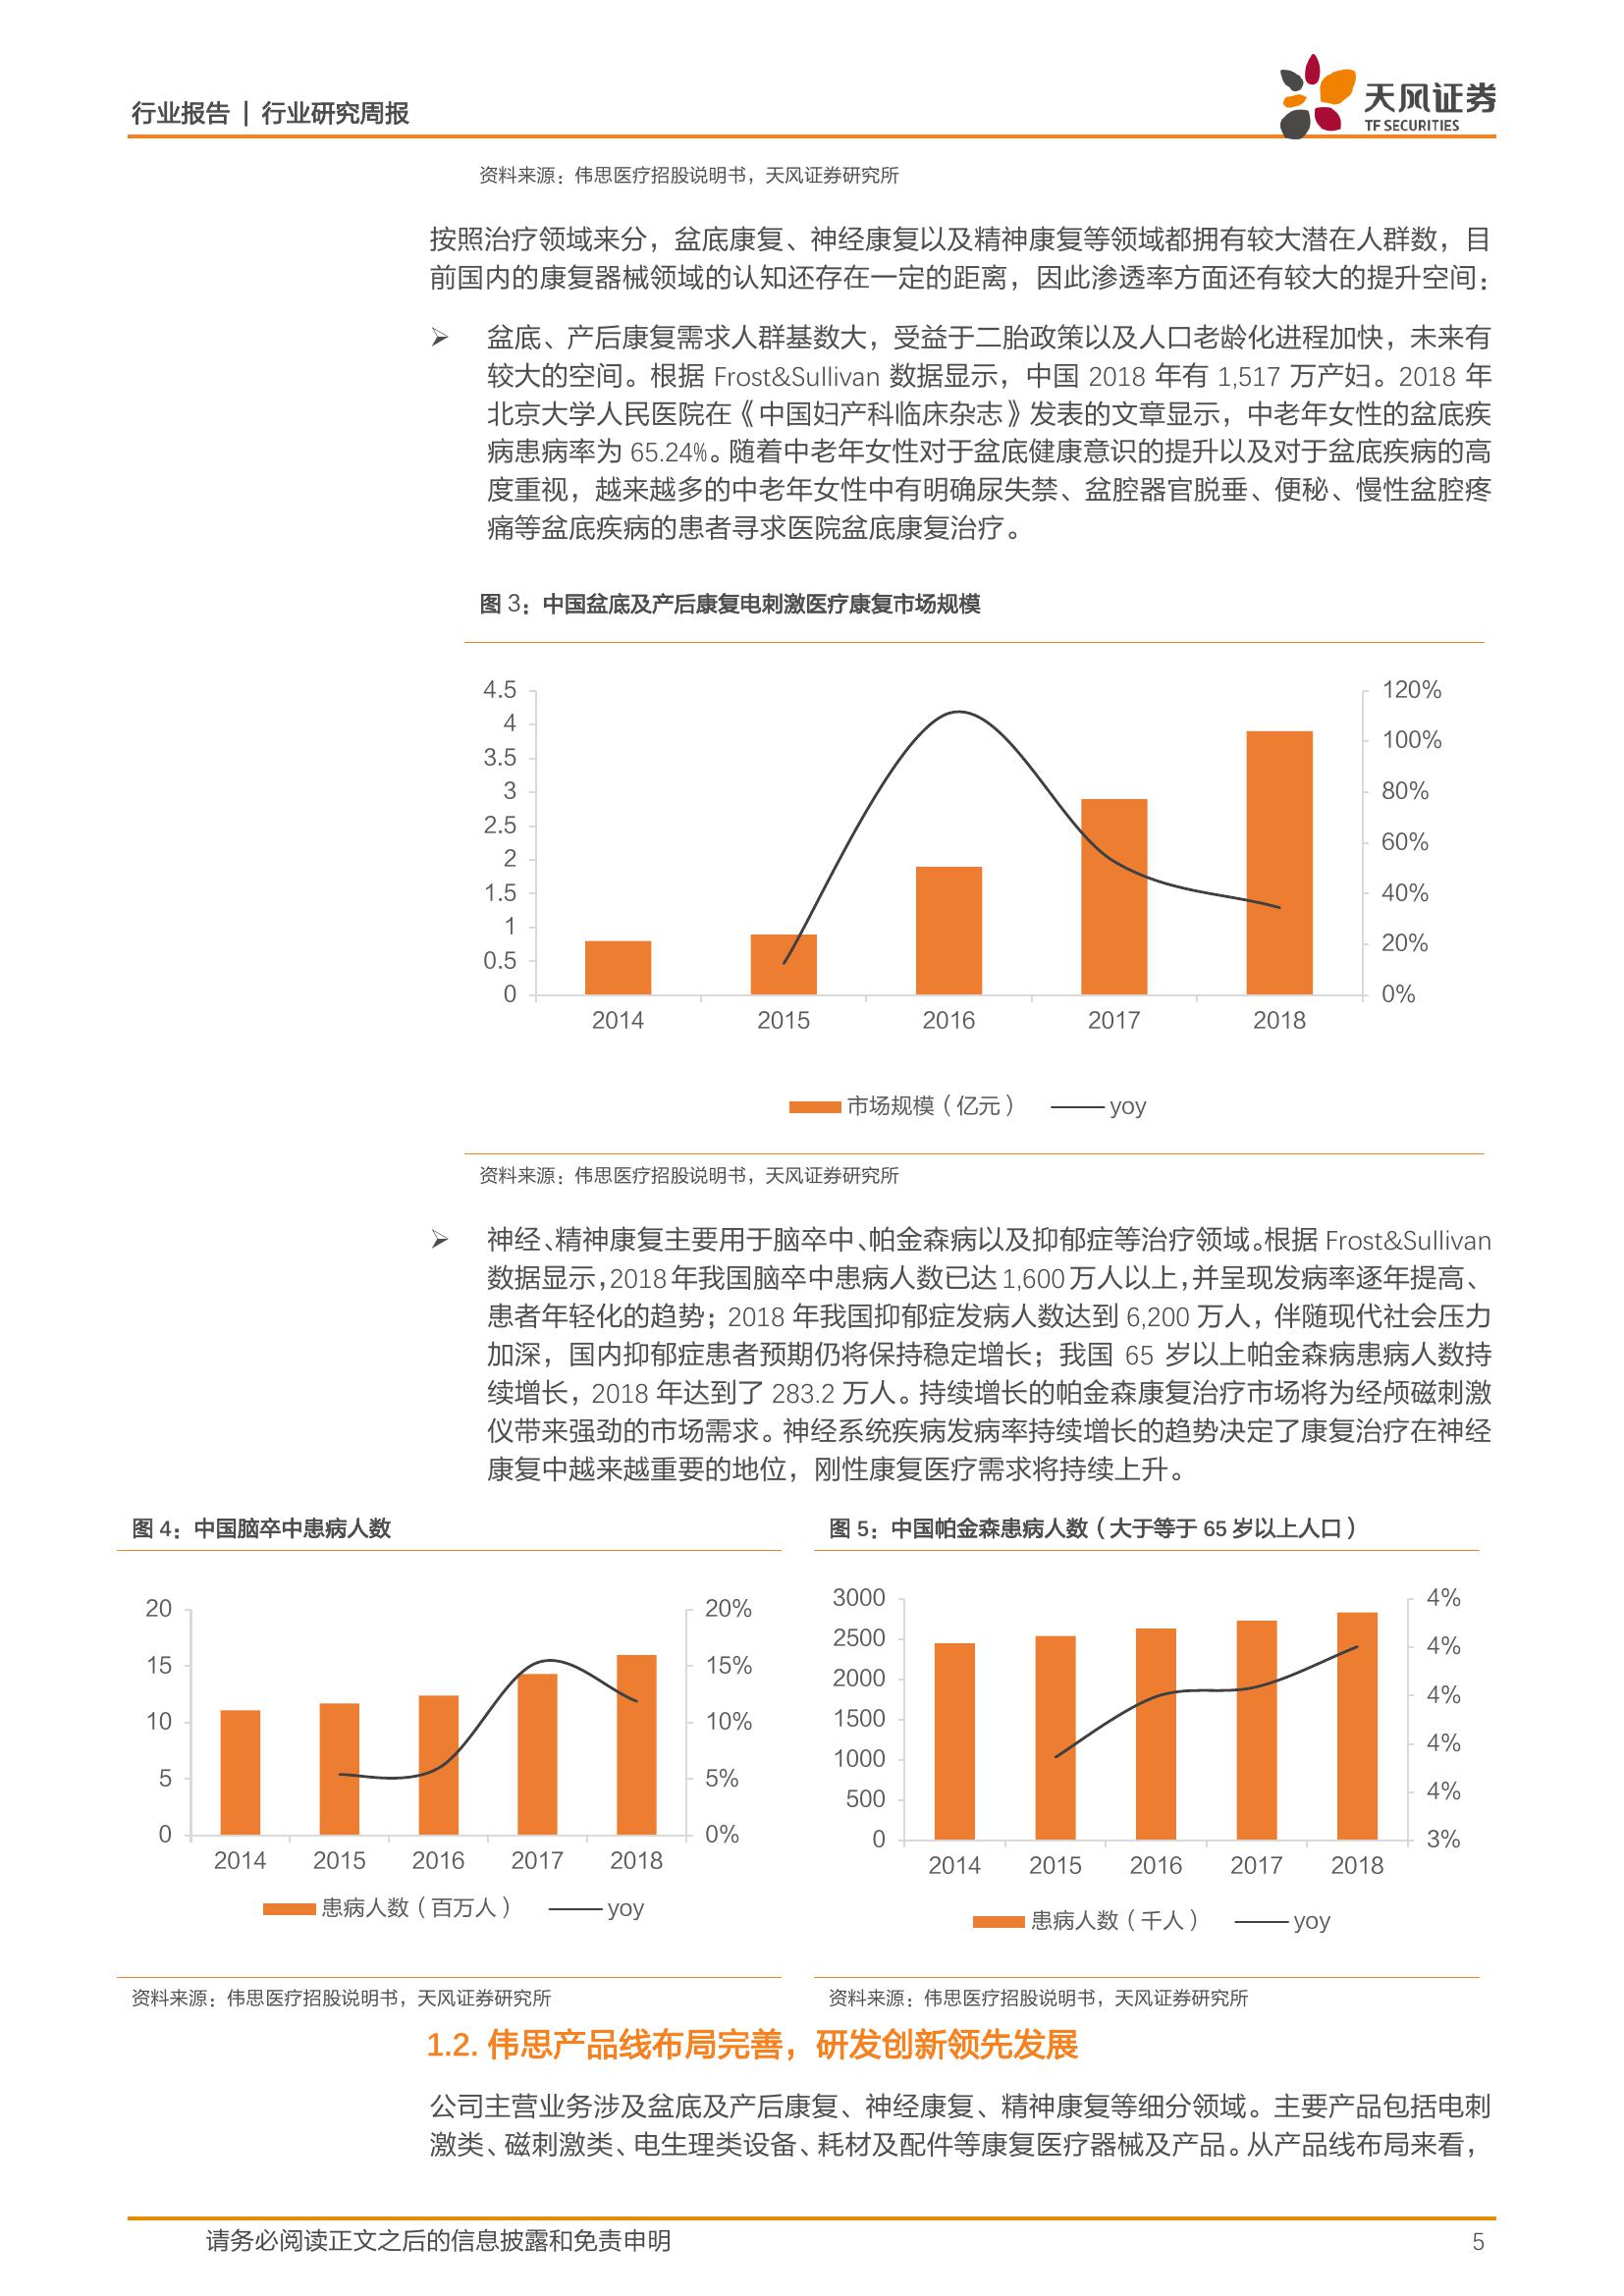 行业报告 | 行业研究周报
天风证券
TF SECURITIES
资料来源：伟思医疗招股说明书，天风证券研究所
按照治疗领域来分，盆底康复、神经康复以及精神康复等领域都拥有较大潜在人群数，目
前国内的康复器械领域的认知还存在一定的距离，因此渗透率方面还有较大的提升空间：
➢ 盆底、产后康复需求人群基数大，受益于二胎政策以及人口老龄化进程加快，未来有
较大的空间。根据 Frost&Sullivan 数据显示，中国 2018 年有 1,517 万产妇。2018 年
北京大学人民医院在《中国妇产科临床杂志》发表的文章显示，中老年女性的盆底疾
病患病率为 65.24%。随着中老年女性对于盆底健康意识的提升以及对于盆底疾病的高
度重视，越来越多的中老年女性中有明确尿失禁、盆腔器官脱垂、便秘、慢性盆腔疼
痛等盆底疾病的患者寻求医院盆底康复治疗。
图 3：中国盆底及产后康复电刺激医疗康复市场规模
4.5
4
3.5
3
2.5
2
1.5
1
0.5
0
120%
100%
80%
60%
40%
20%
0%
2014 2015 2016 2017 2018
市场规模（亿元） yoy
资料来源：伟思医疗招股说明书，天风证券研究所
➢ 神经、精神康复主要用于脑卒中、帕金森病以及抑郁症等治疗领域。根据 Frost&Sullivan
数据显示，2018 年我国脑卒中患病人数已达 1,600 万人以上，并呈现发病率逐年提高、
患者年轻化的趋势；2018 年我国抑郁症发病人数达到 6,200 万人，伴随现代社会压力
加深，国内抑郁症患者预期仍将保持稳定增长；我国 65 岁以上帕金森病患病人数持
续增长，2018 年达到了 283.2 万人。持续增长的帕金森康复治疗市场将为经颅磁刺激
仪带来强劲的市场需求。神经系统疾病发病率持续增长的趋势决定了康复治疗在神经
康复中越来越重要的地位，刚性康复医疗需求将持续上升。
图 4：中国脑卒中患病人数
20
15
10
5
0
20%
15%
10%
5%
0%
2014 2015 2016 2017 2018
患病人数（百万人） yoy
资料来源：伟思医疗招股说明书，天风证券研究所
图 5：中国帕金森患病人数（大于等于 65 岁以上人口）
3000
2500
2000
1500
1000
500
0
4%
4%
4%
4%
4%
3%
2014 2015 2016 2017 2018
患病人数（千人） yoy
资料来源：伟思医疗招股说明书，天风证券研究所
1.2. 伟思产品线布局完善，研发创新领先发展
公司主营业务涉及盆底及产后康复、神经康复、精神康复等细分领域。主要产品包括电刺
激类、磁刺激类、电生理类设备、耗材及配件等康复医疗器械及产品。从产品线布局来看，
请务必阅读正文之后的信息披露和免责申明
5